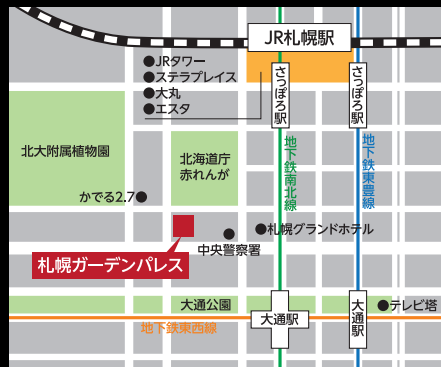 JR札幌駅
●JRタワー
●ステラプレイス
●大丸
●エスタ
さっぽろ駅
さっぽろ駅
北大附属植物園
北海道庁
赤れんが
地下鉄南北線
地下鉄東豊線
かでる2.7●
●札幌グランドホテル
中央警察署
札幌ガーデンパレス
大通公園
大通駅
大通駅
●テレビ塔
地下鉄東西線